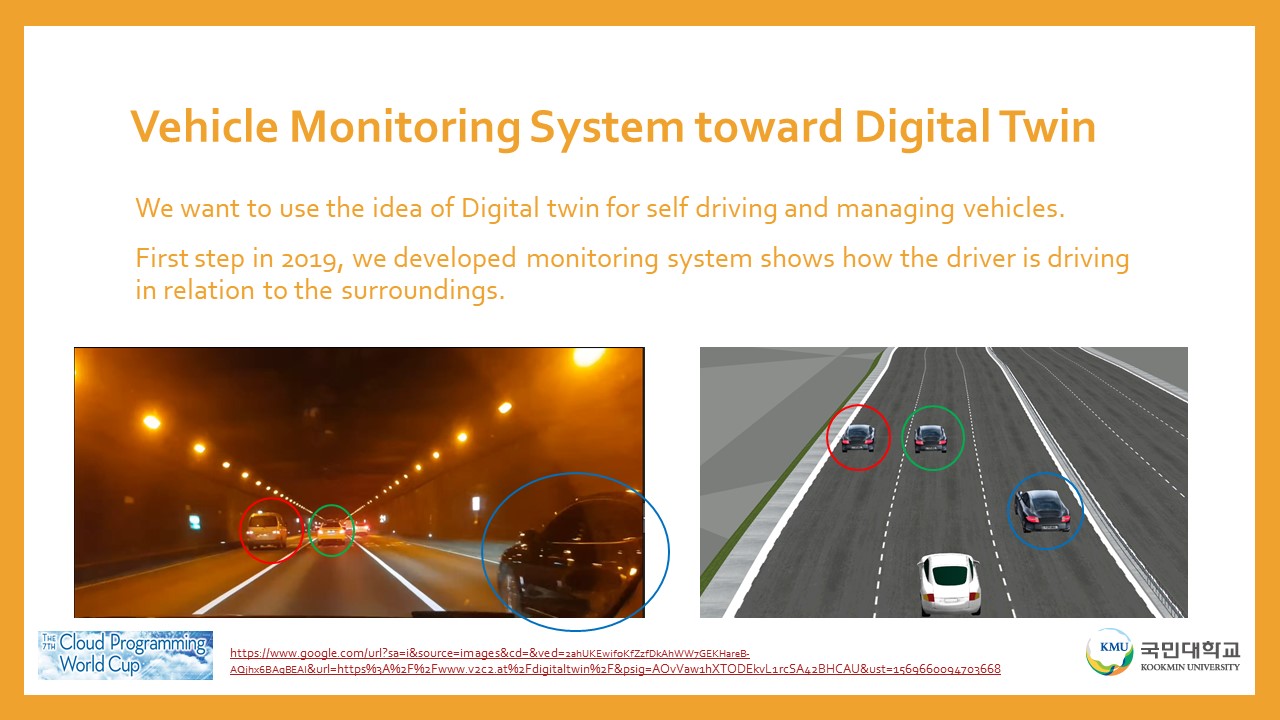 Vehicle Monitoring System toward Digital Twin
We want to use the idea of Digital twin for self driving and managing vehicles.
First step in 2019, we developed monitoring system shows how the driver is driving
in relation to the surroundings.
THE 7TH Cloud Programming
World Cup
https://www.google.com/url?sa=i&source=images&cd=&ved=2ahUKEwif0KfZzfDkAhWW7GEKHareB-
AQjhx6BAgBEAI&url=https%3A%2F%2Fwww.v2c2.at%2Fdigitaltwin%2F&psig=AOvVaw1hXTODEkvL1rcSA42BHCAU&ust=1569660094703668
KMU 국민대학교
KOOKMIN UNIVERSITY